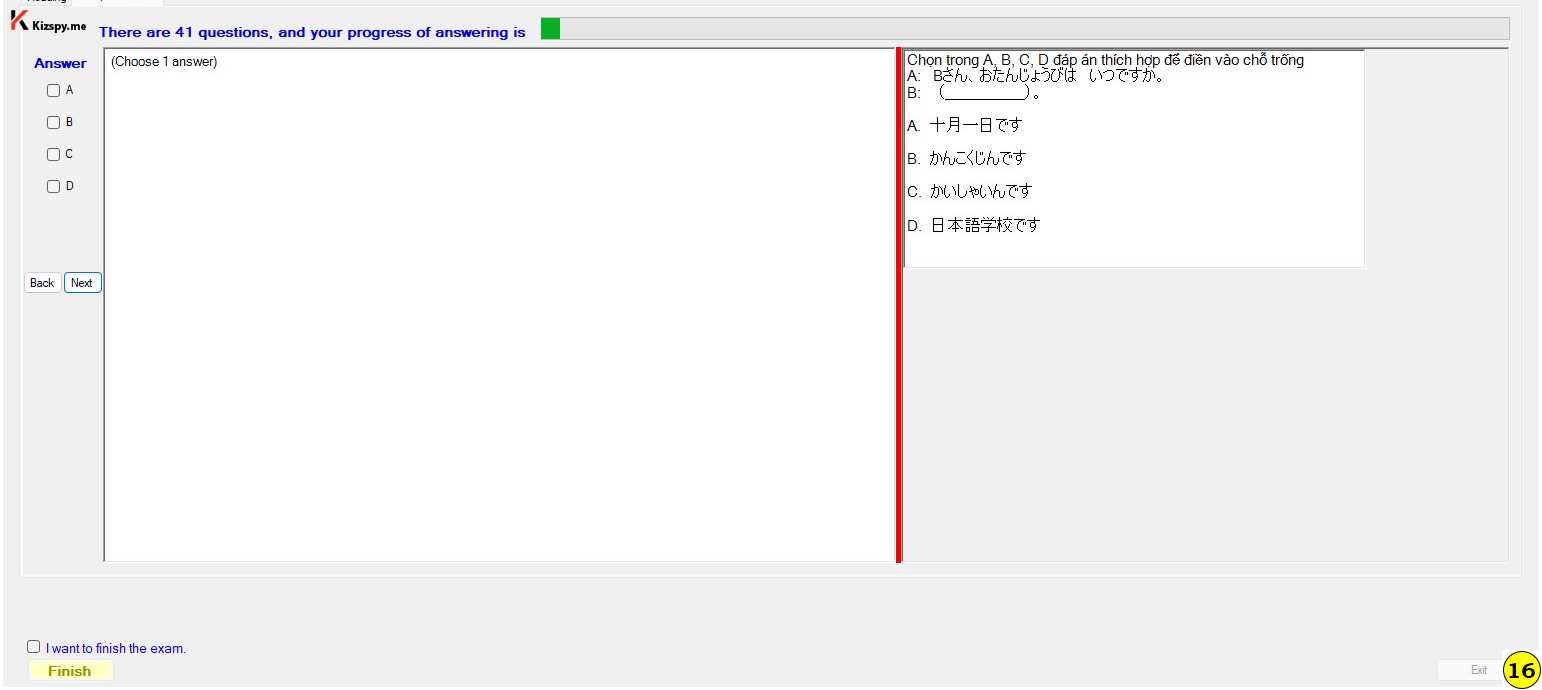 Kizspy.me
There are 41 questions, and your progress of answering is
Answer
A
B
C
D
Back
Next
(Choose 1 answer)
Chọn trong A, B, C, D đáp án thích hợp để điền vào chỗ trống
A: Bさん、おたんじょうびは いつですか。
B: (__________)。
A. 十月一日です
B. かんこくじんです
C. かいしゃいんです
D. 日本語学校です
I want to finish the exam.
Finish
Exit
16